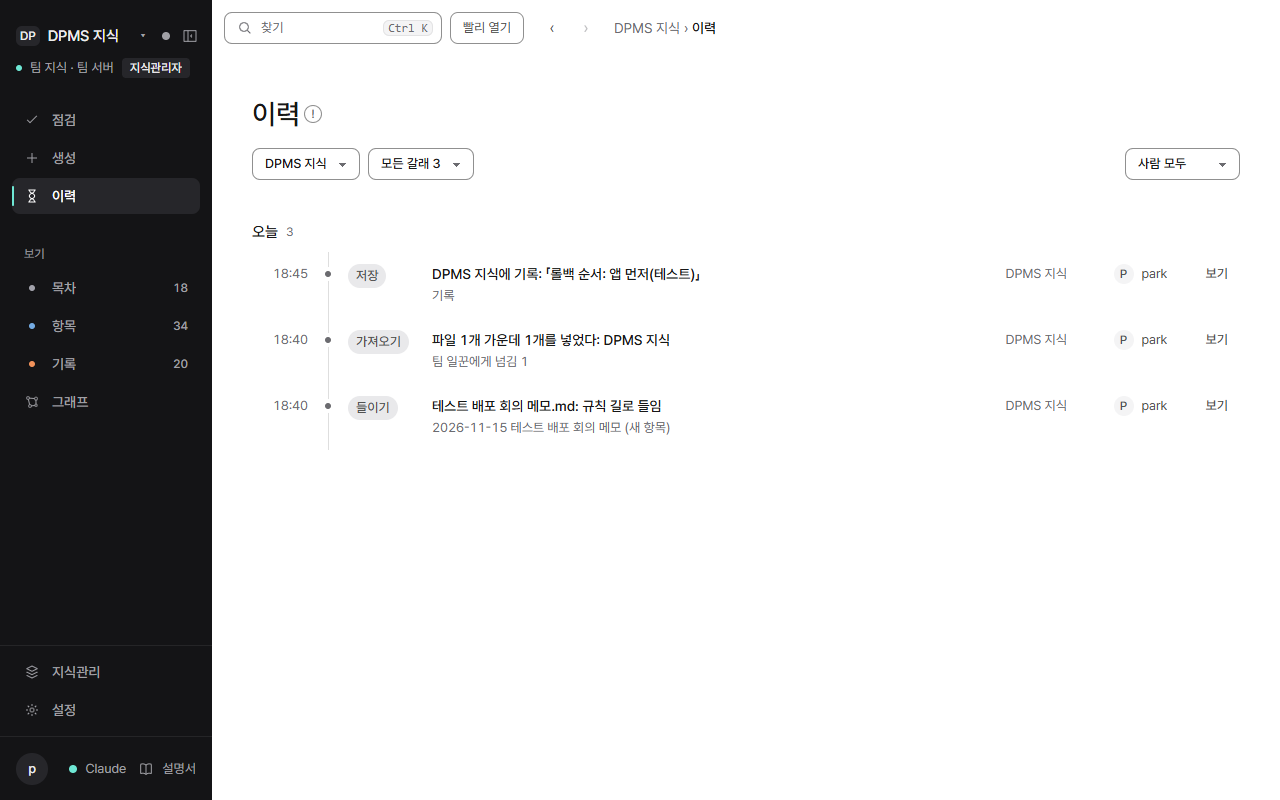 DP DPMS 지식
팀 지식 · 팀 서버 지식관리자
점검
생성
이력
보기
목차 18
항목 34
기록 20
그래프
지식관리
설정
p Claude 설명서
찾기 Ctrl K 빨리 열기 ‹ › DPMS 지식 › 이력
이력 !
DPMS 지식 모든 갈래 3 사람 모두
오늘 3
18:45 저장 DPMS 지식에 기록: 「롤백 순서: 앱 먼저(테스트)」 DPMS 지식 P park 보기
기록
18:40 가져오기 파일 1개 가운데 1개를 넣었다: DPMS 지식 DPMS 지식 P park 보기
팀 일꾼에게 넘김 1
18:40 들이기 테스트 배포 회의 메모.md: 규칙 길로 들임 DPMS 지식 P park 보기
2026-11-15 테스트 배포 회의 메모 (새 항목)